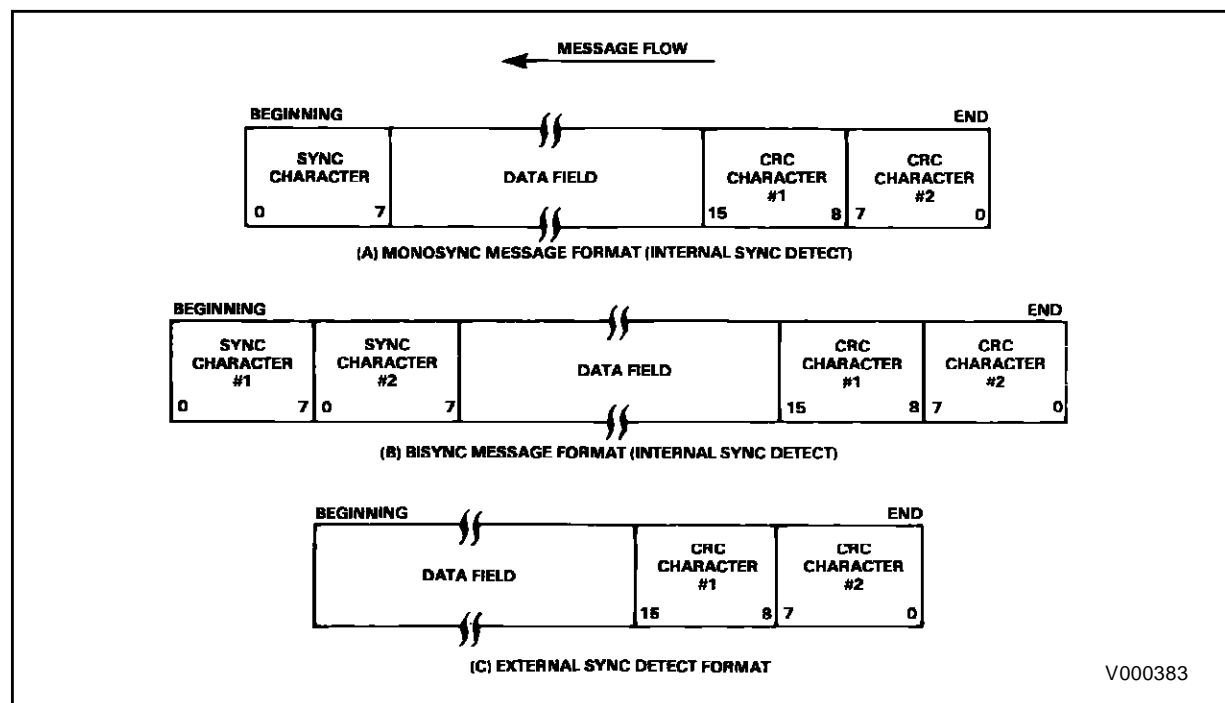 MESSAGE FLOW
BEGINNING END
SYNC CHARACTER
0 7
DATA FIELD
CRC CHARACTER #1
15 8
CRC CHARACTER #2
7 0
(A) MONOSYNC MESSAGE FORMAT (INTERNAL SYNC DETECT)
BEGINNING END
SYNC CHARACTER #1
0 7
SYNC CHARACTER #2
0 7
DATA FIELD
CRC CHARACTER #1
15 8
CRC CHARACTER #2
7 0
(B) BISYNC MESSAGE FORMAT (INTERNAL SYNC DETECT)
BEGINNING END
DATA FIELD
CRC CHARACTER #1
15 8
CRC CHARACTER #2
7 0
(C) EXTERNAL SYNC DETECT FORMAT
V000383